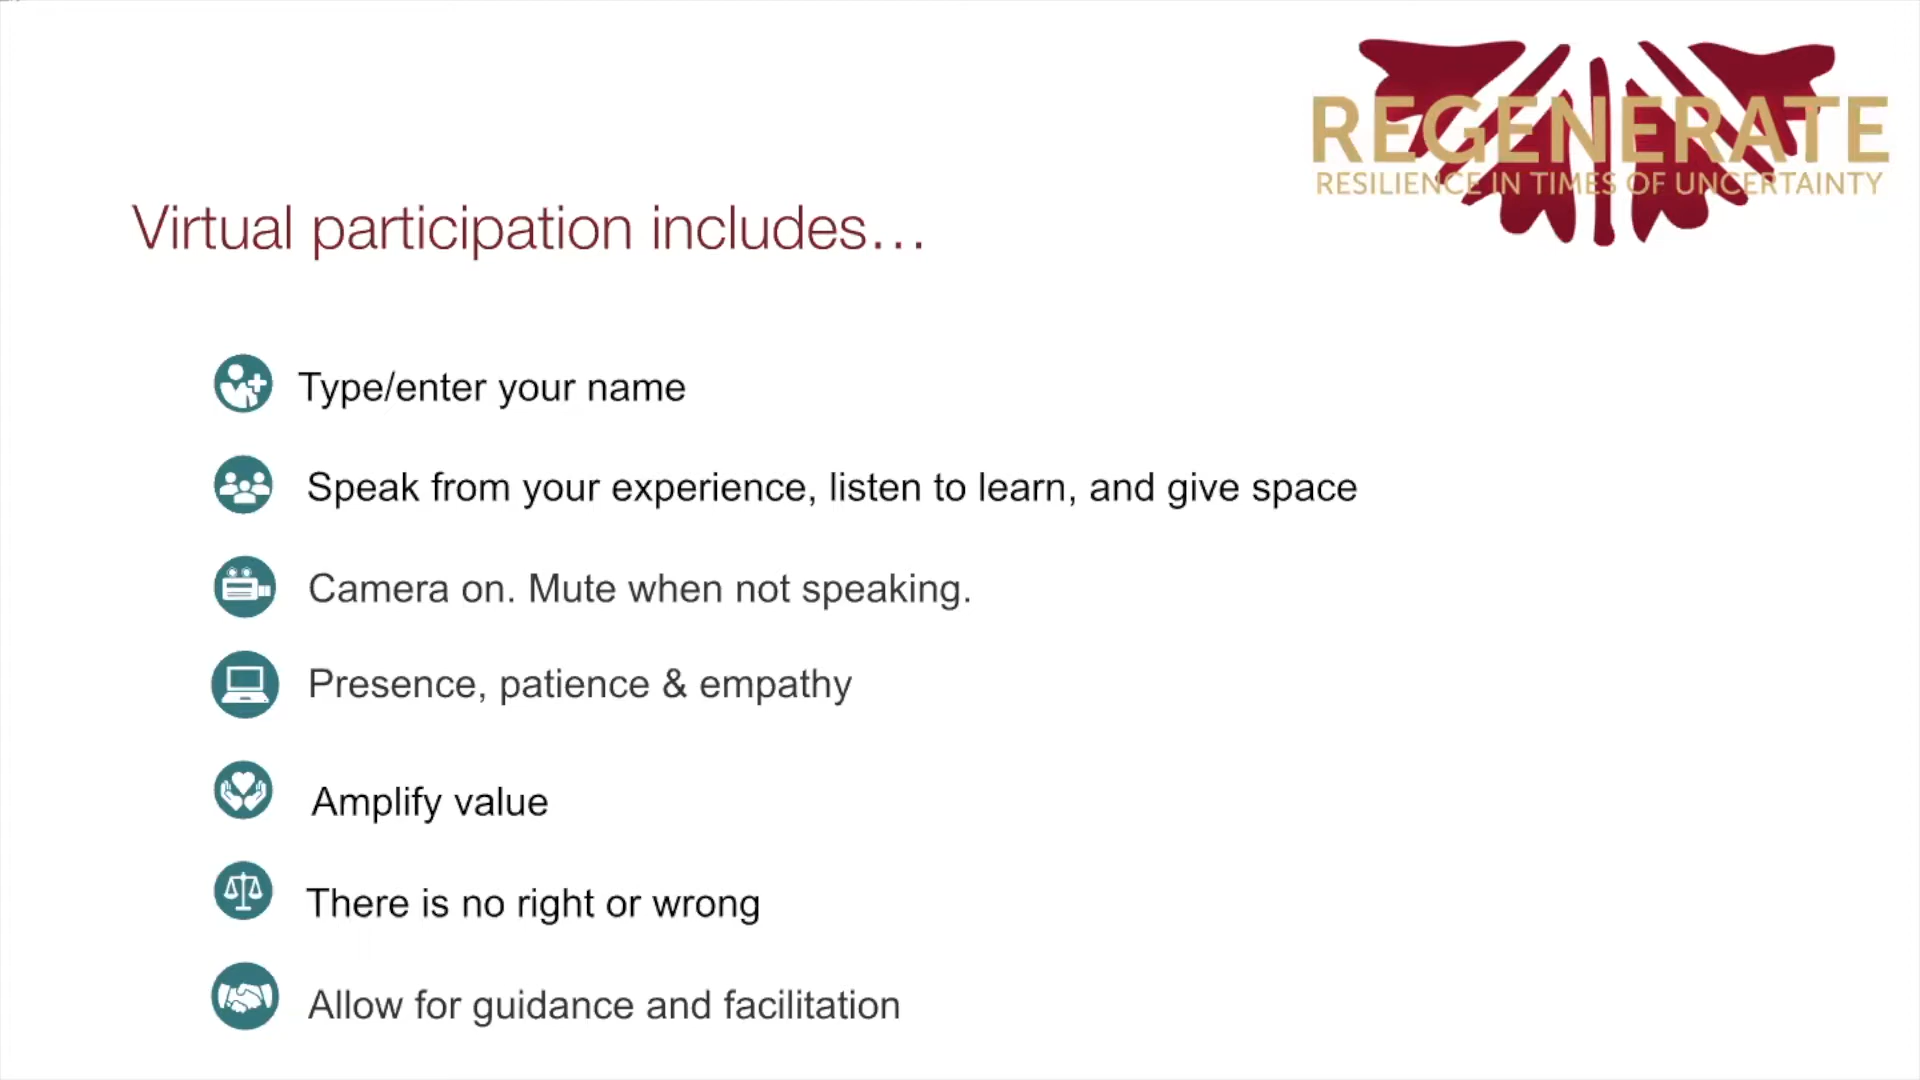 REGENERATE
RESILIENCE IN TIMES OF UNCERTAINTY
Virtual participation includes…
Type/enter your name
Speak from your experience, listen to learn, and give space
Camera on. Mute when not speaking.
Presence, patience & empathy
Amplify value
There is no right or wrong
Allow for guidance and facilitation